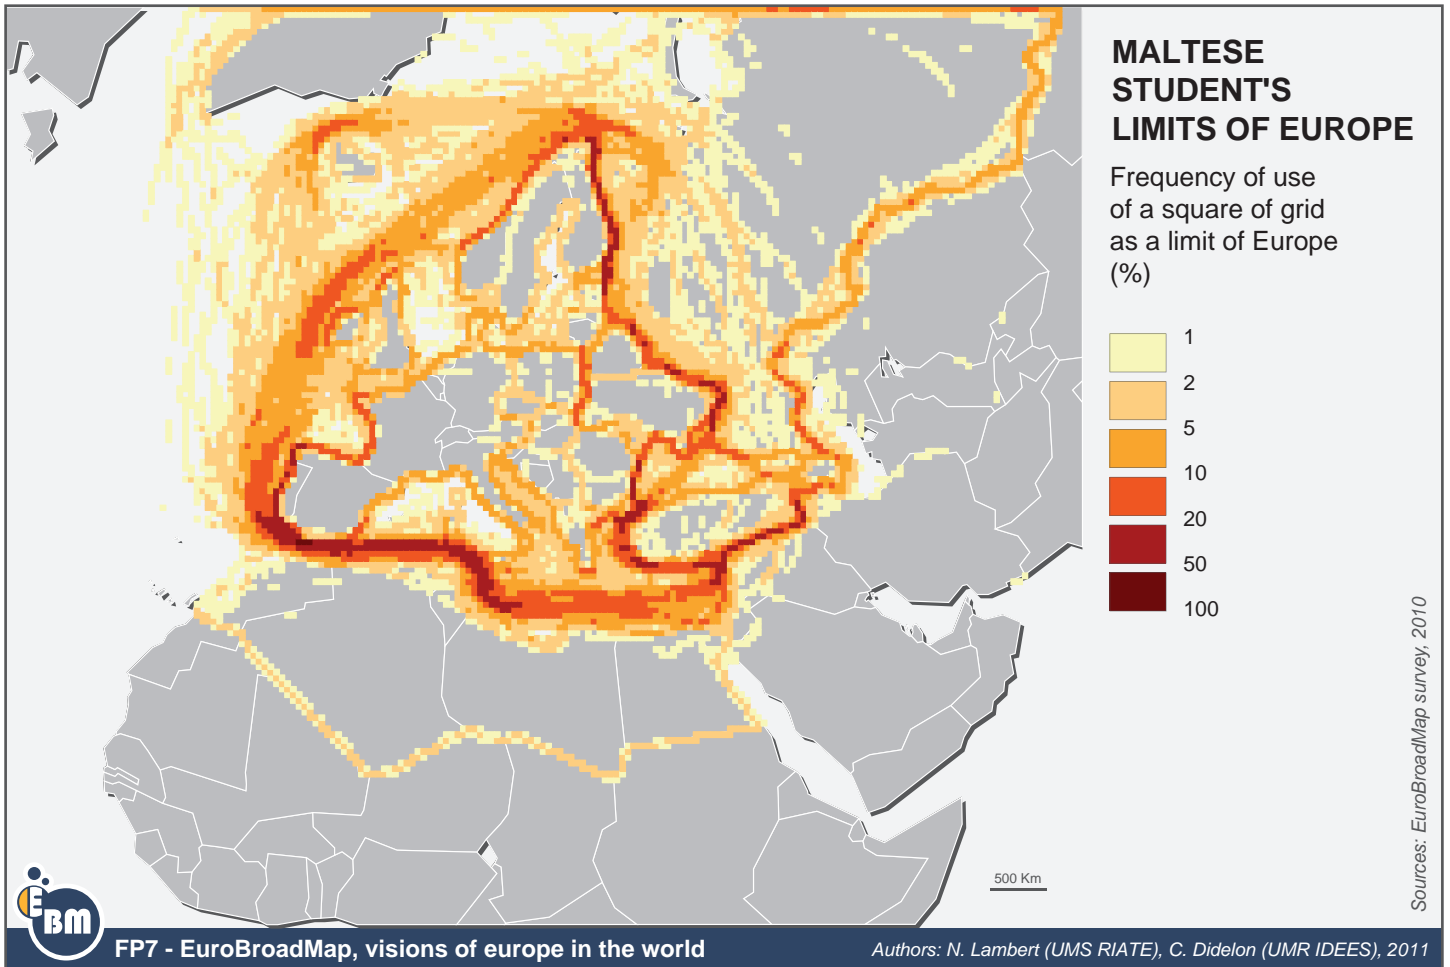 MALTESE
STUDENT'S
LIMITS OF EUROPE
Frequency of use
of a square of grid
as a limit of Europe
(%)
1
2
5
10
20
50
100
Sources: EuroBroadMap survey, 2010
500 Km
EBM
FP7 - EuroBroadMap, visions of europe in the world
Authors: N. Lambert (UMS RIATE), C. Didelon (UMR IDEES), 2011